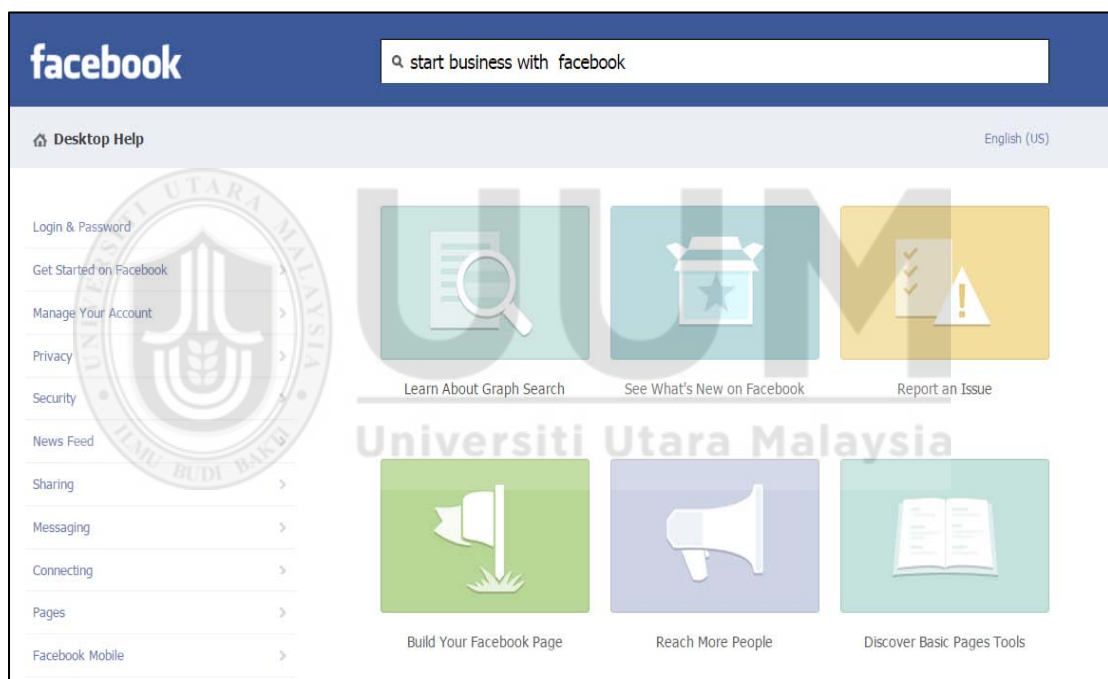 facebook
start business with facebook
Desktop Help
English (US)
Login & Password
Get Started on Facebook
Manage Your Account
Privacy
Security
News Feed
Sharing
Messaging
Connecting
Pages
Facebook Mobile
Learn About Graph Search
See What's New on Facebook
Report an Issue
Build Your Facebook Page
Reach More People
Discover Basic Pages Tools
UNIVERSITI UTARA MALAYSIA
ILMU BUDI BAKTI
UUM
Universiti Utara Malaysia